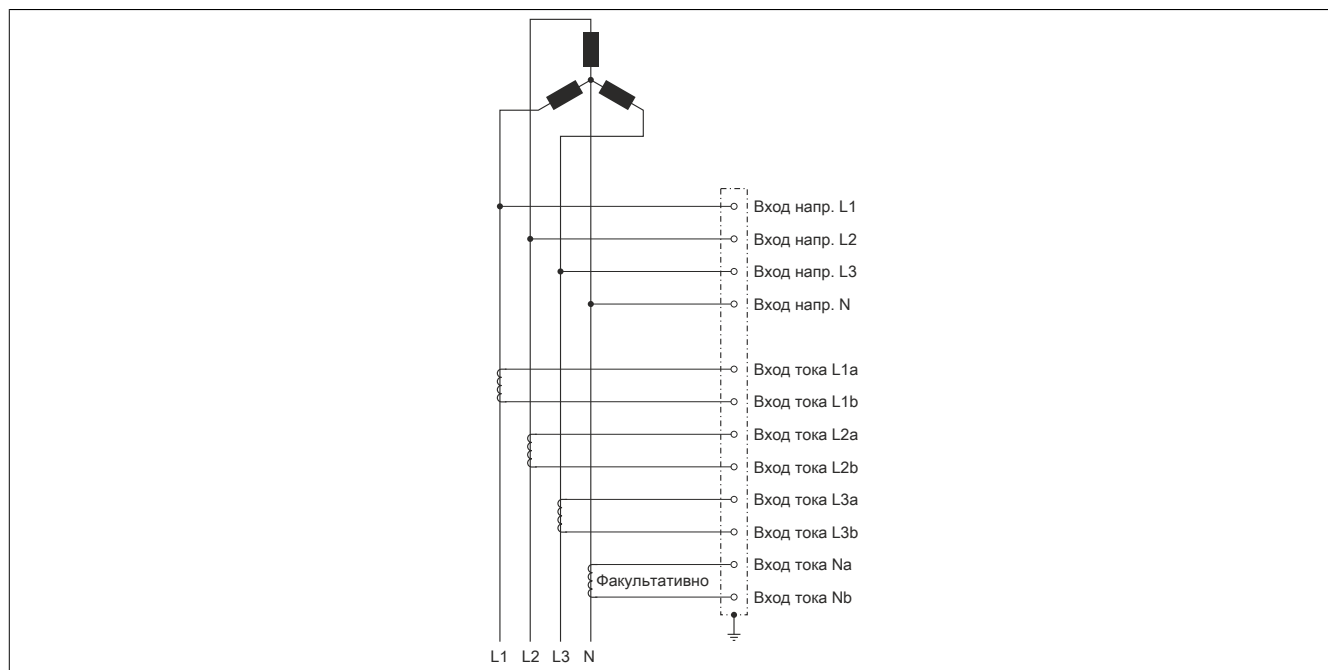 Вход напр. L1
Вход напр. L2
Вход напр. L3
Вход напр. N
Вход тока L1a
Вход тока L1b
Вход тока L2a
Вход тока L2b
Вход тока L3a
Вход тока L3b
Вход тока Na
Факультативно
Вход тока Nb
L1 L2 L3 N